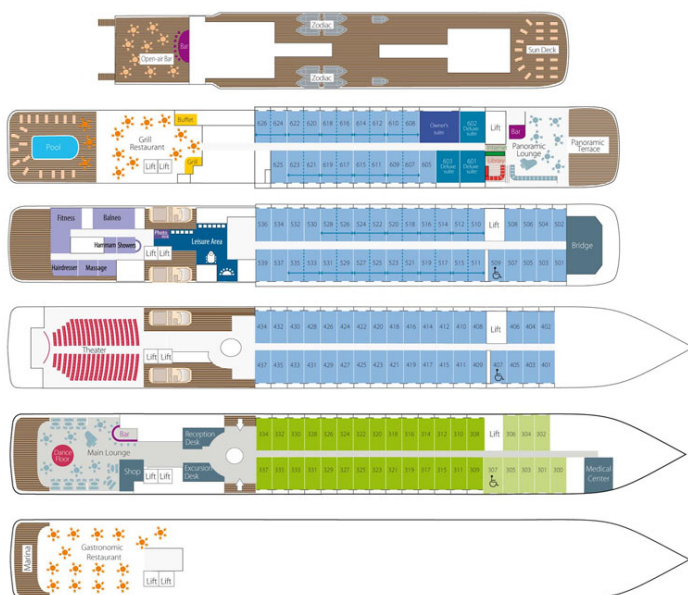 Zodiac
Bar
Open-air Bar
Sun Deck
Zodiac
Buffet
626 624 622 620 618 616 614 612 610 608
Owner's
suite
602
Deluxe
suite
Lift
Bar
Grill
Restaurant
Pool
Panoramic
Lounge
Panoramic
Terrace
Lift Lift
Grill
625 623 621 619 617 615 611 609 607 605
603
Deluxe
suite
601
Deluxe
suite
Library
Fitness
Balneo
536 534 532 530 528 526 524 522 520 518 516 514 512 510
Lift
508 506 504 502
Photo
desk
Hammam Showers
Leisure Area
Lift Lift
Bridge
Hairdresser Massage
539 537 535 533 531 529 527 525 523 521 519 517 515 511 509 507 505 503 501
434 432 430 428 426 424 422 420 418 416 414 412 410 408
Lift
406 404 402
Theater
Lift Lift
437 435 433 431 429 427 425 423 421 419 417 415 411 409 407 405 403 401
Bar
Reception
Desk
334 332 330 328 326 324 322 320 318 316 314 312 310 308
Lift
306 304 302
Dance
Floor
Main Lounge
Shop
Lift Lift
Excursion
Desk
337 335 333 331 329 327 325 323 321 319 317 315 311 309 307 305 303 301 300
Medical
Center
Marina
Gastronomic
Restaurant
Lift Lift